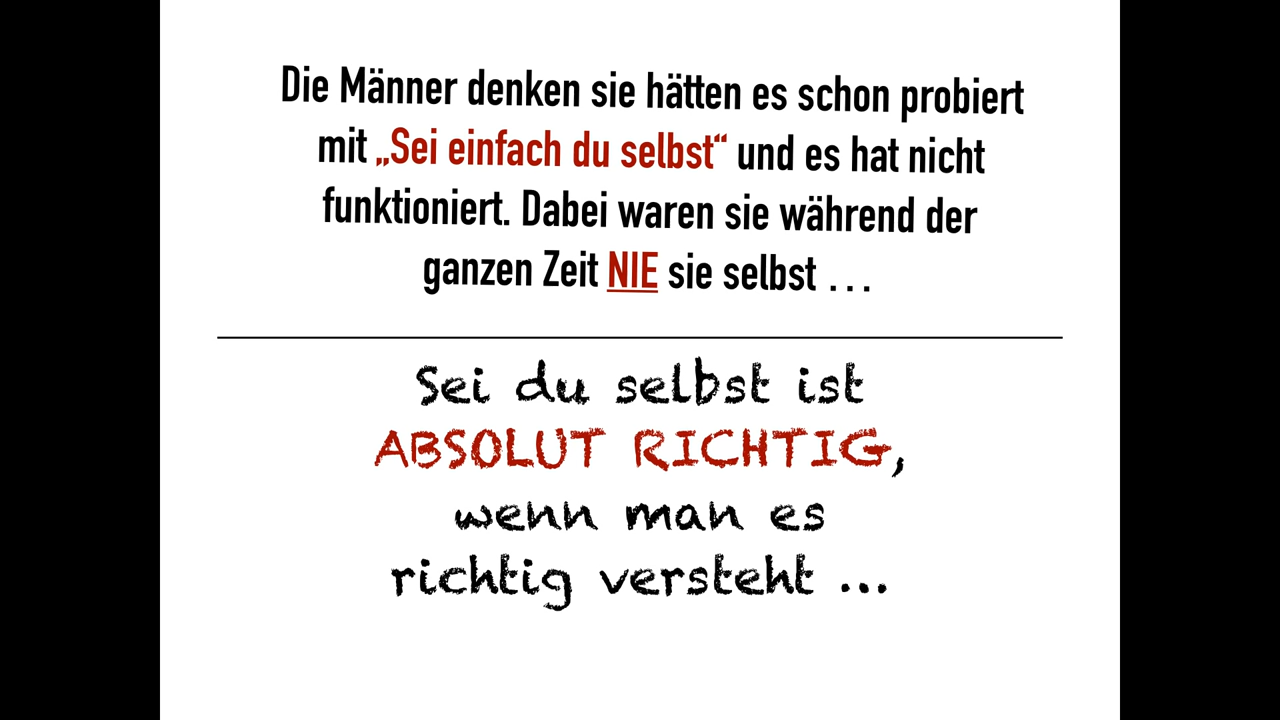 Die Männer denken sie hätten es schon probiert
mit „Sei einfach du selbst“ und es hat nicht
funktioniert. Dabei waren sie während der
ganzen Zeit NIE sie selbst ...
Sei du selbst ist
ABSOLUT RICHTIG,
wenn man es
richtig versteht ...